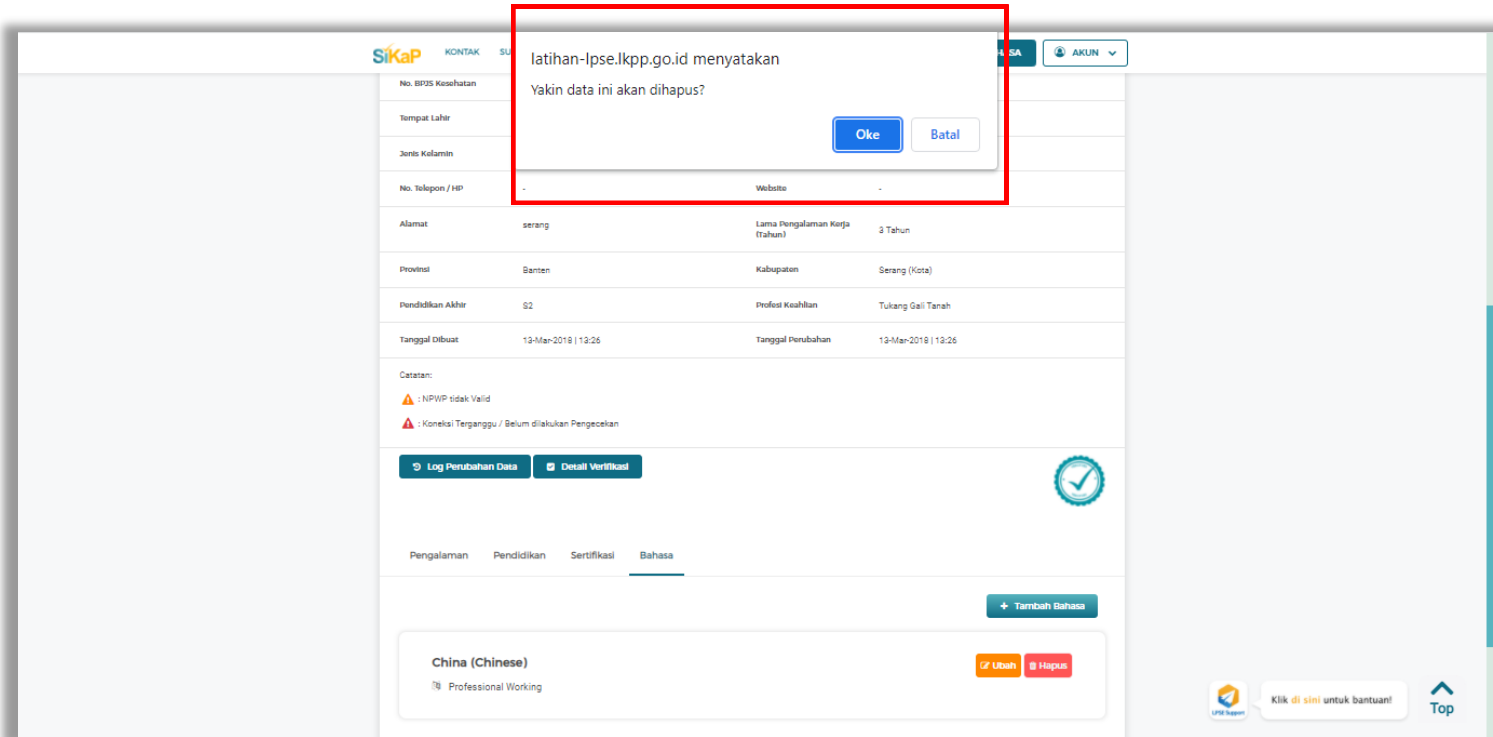 SiKaP KONTAK SU HASA AKUN
latihan-lpse.lkpp.go.id menyatakan
Yakin data ini akan dihapus?
Oke Batal
No. BPJS Kesehatan
Tempat Lahir
Jenis Kelamin
No. Telepon / HP - Website -
Alamat serang Lama Pengalaman Kerja (Tahun) 3 Tahun
Provinsi Banten Kabupaten Serang (Kota)
Pendidikan Akhir S2 Profesi Keahlian Tukang Gali Tanah
Tanggal Dibuat 13-Mar-2018 | 13:26 Tanggal Perubahan 13-Mar-2018 | 13:26
Catatan:
: NPWP tidak Valid
: Koneksi Terganggu / Belum dilakukan Pengecekan
Log Perubahan Data Detail Verifikasi
Pengalaman Pendidikan Sertifikasi Bahasa
+ Tambah Bahasa
China (Chinese) Ubah Hapus
Professional Working
LPSE Support Klik di sini untuk bantuan! Top